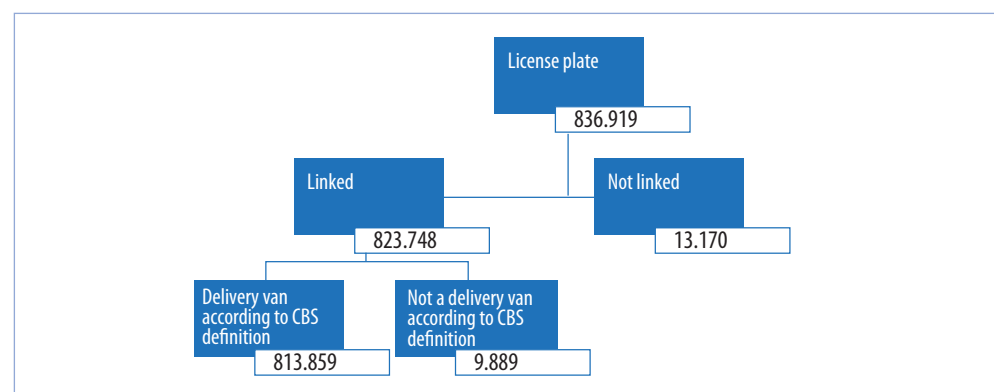 License plate
836.919
Linked
823.748
Not linked
13.170
Delivery van
according to CBS
definition
813.859
Not a delivery van
according to CBS
definition
9.889